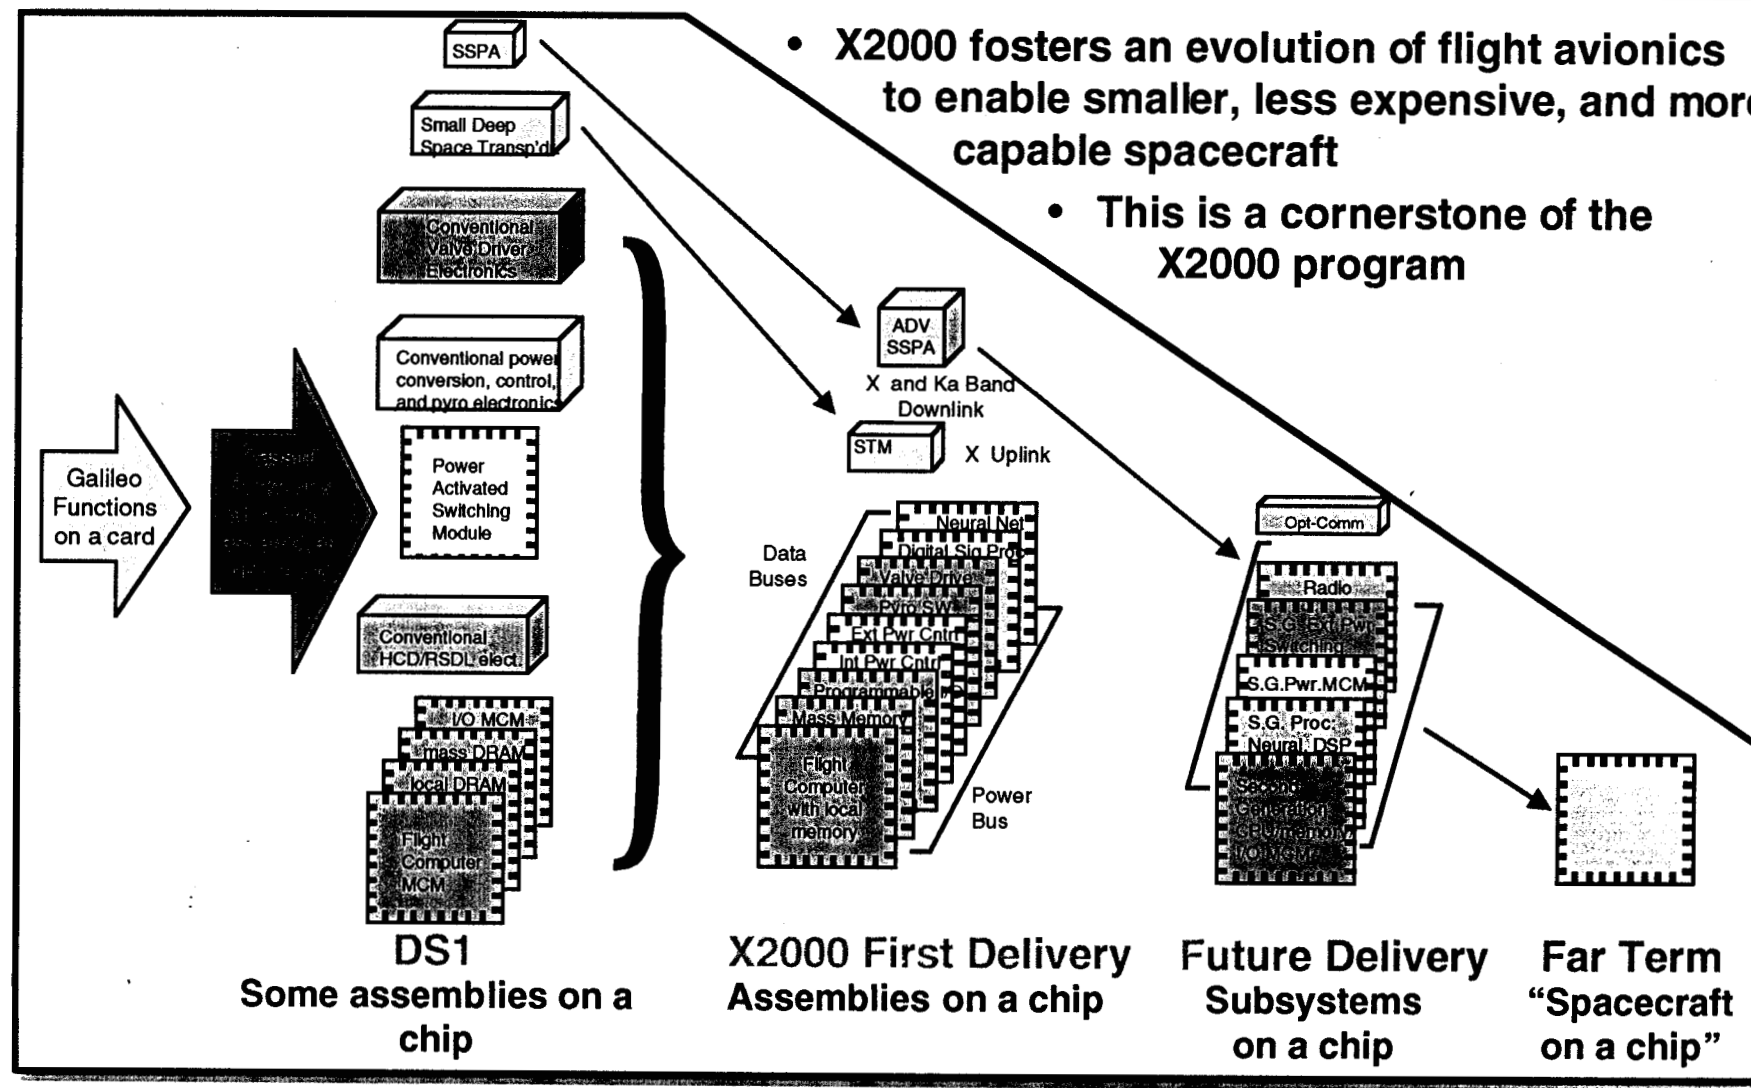 • X2000 fosters an evolution of flight avionics
to enable smaller, less expensive, and more
capable spacecraft
• This is a cornerstone of the
X2000 program
SSPA
Small Deep
Space Transp'd
Conventional
Valve Driver
Electronics
Conventional power
conversion, control,
and pyro electronics
Power
Activated
Switching
Module
Galileo
Functions
on a card
Conventional
HCD/RSDL elect.
I/O MCM
mass DRAM
local DRAM
Flight
Computer
MCM
DS1
Some assemblies on a
chip
ADV
SSPA
X and Ka Band
Downlink
STM
X Uplink
Data
Buses
Neural Net
Digital Sig Proc
Valve Drive
Pyro SW
Ext Pwr Cntrl
Int Pwr Cntrl
Programmable I/O
Mass Memory
Flight
Computer
with local
memory
Power
Bus
X2000 First Delivery
Assemblies on a chip
Opt-Comm
Radio
S.G. Ext Pwr
Switching
S.G.Pwr.MCM
S.G. Proc.
Neural, DSP
Second
Generation
CPU/memory
I/O MCM
Future Delivery
Subsystems
on a chip
Far Term
“Spacecraft
on a chip”